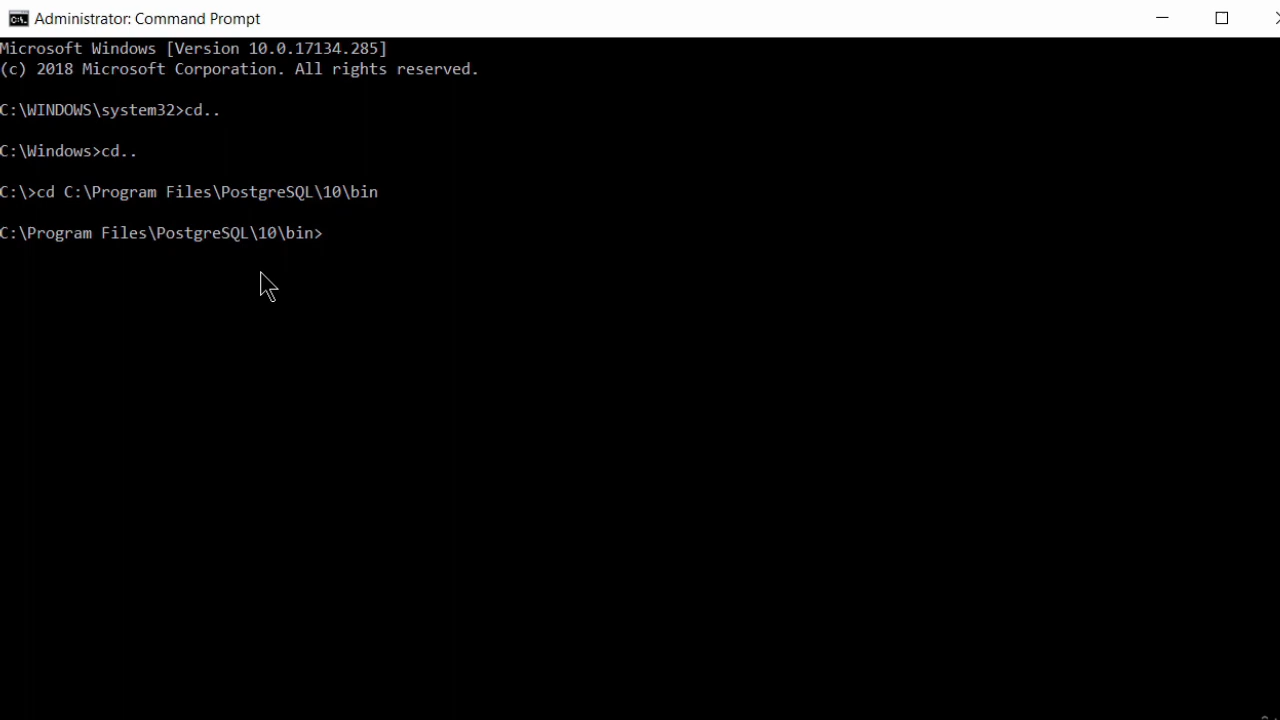 Administrator: Command Prompt
Microsoft Windows [Version 10.0.17134.285]
(c) 2018 Microsoft Corporation. All rights reserved.
C:\WINDOWS\system32>cd..
C:\Windows>cd..
C:\>cd C:\Program Files\PostgreSQL\10\bin
C:\Program Files\PostgreSQL\10\bin>